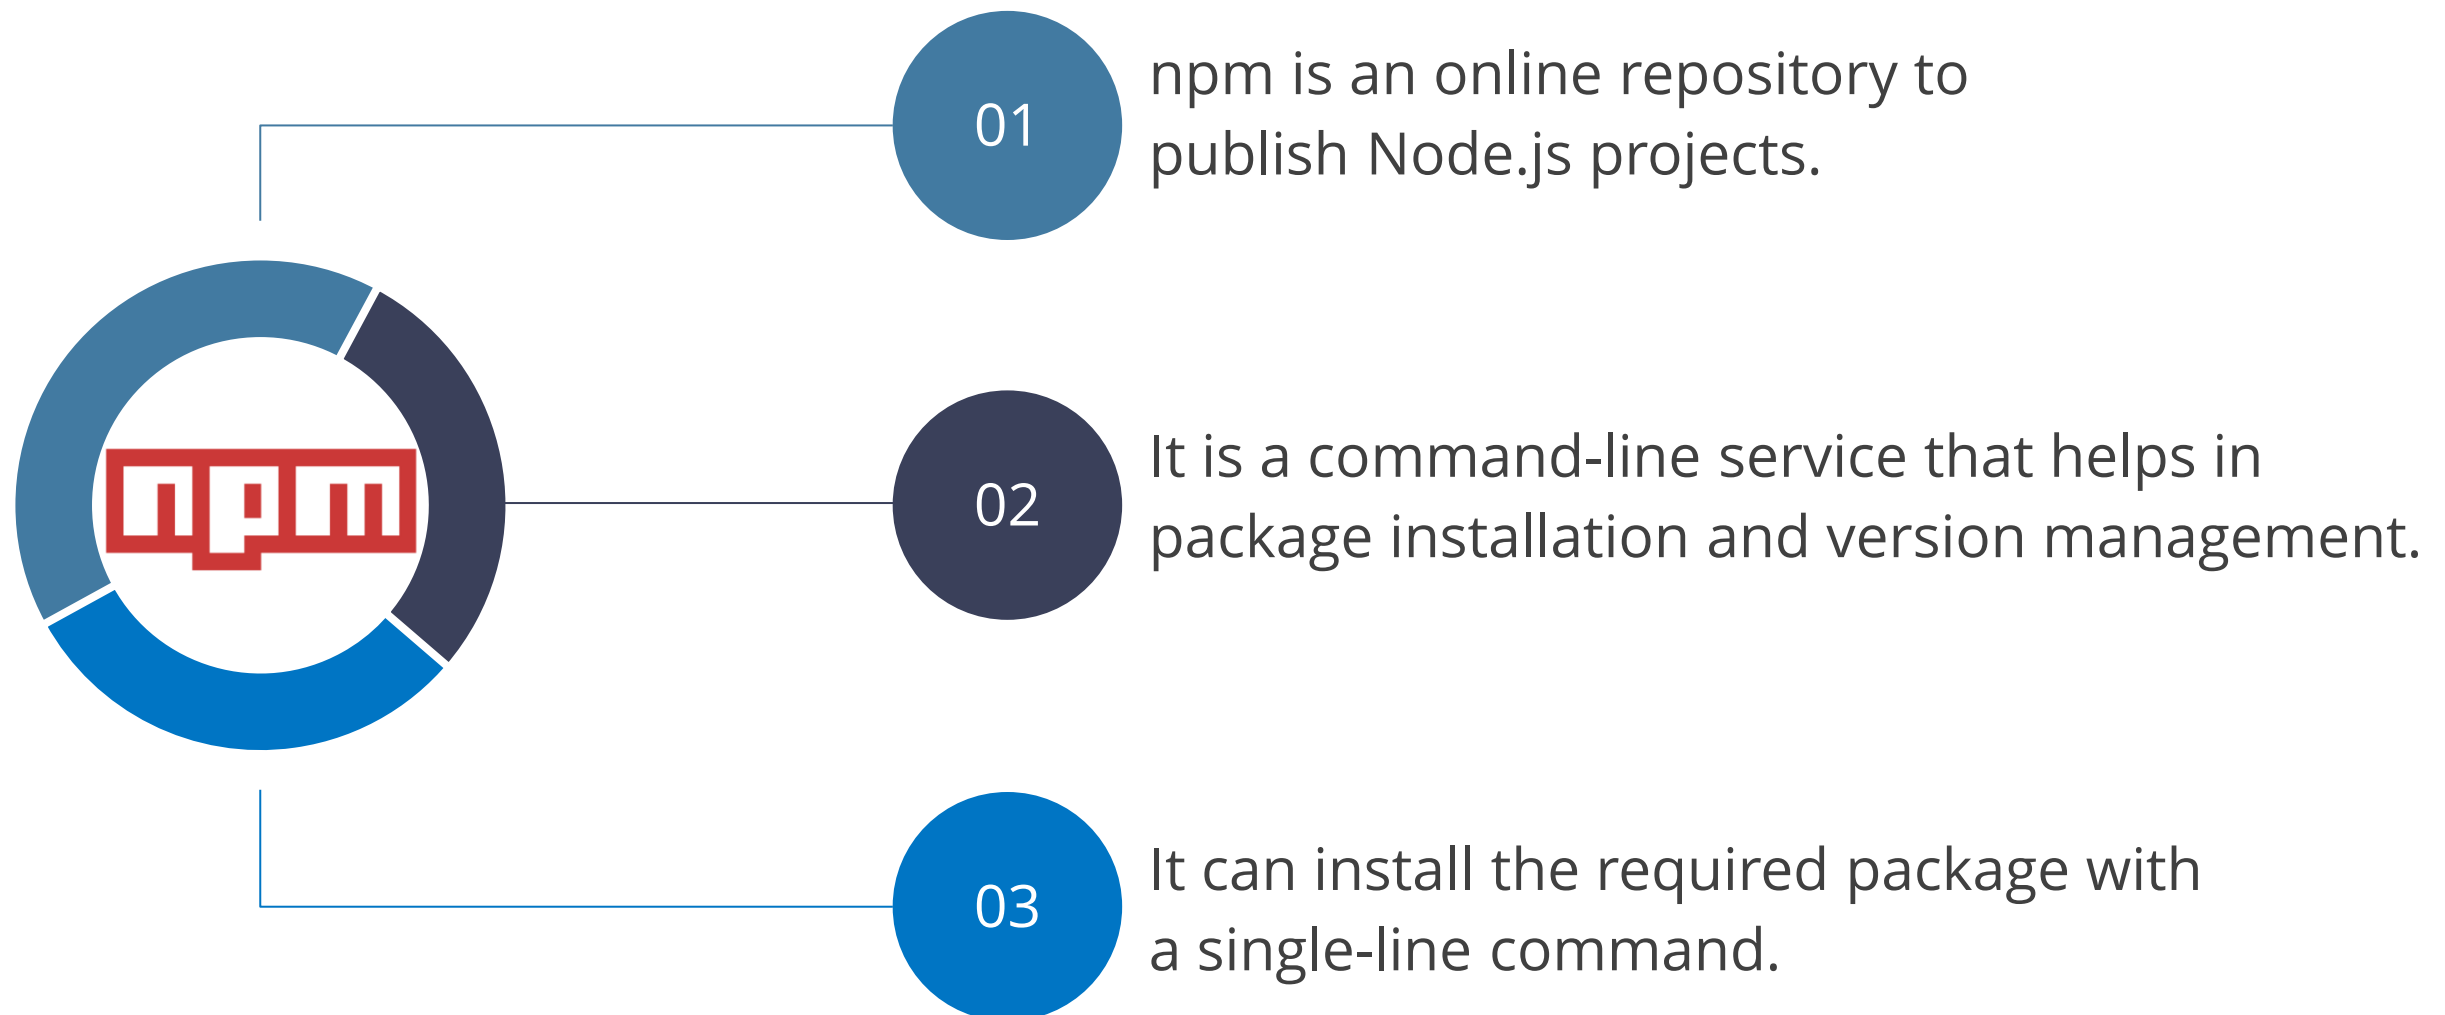 01
npm is an online repository to
publish Node.js projects.
npm
02
It is a command-line service that helps in
package installation and version management.
03
It can install the required package with
a single-line command.